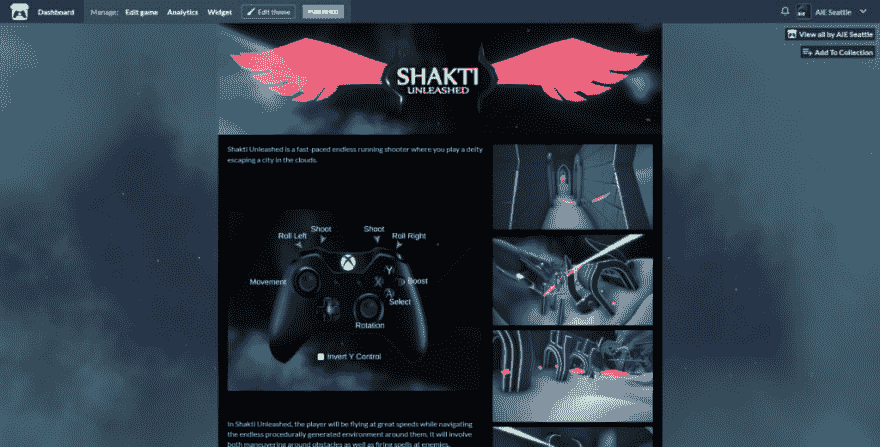 Dashboard Manage: Edit game Analytics Widget Edit theme AIE Seattle
View all by AIE Seattle
Add To Collection
SHAKTI
UNLEASHED
Shakti Unleashed is a fast-paced endless running shooter where you play a deity
escaping a city in the clouds.
Shoot Shoot
Roll Left Roll Right
Y
Movement X Boost
A
Select
Rotation
Invert Y Control
In Shakti Unleashed, the player will be flying at great speeds while navigating
the endless procedurally generated environment around them. It will involve
both maneuvering around obstacles as well as firing spells at enemies.